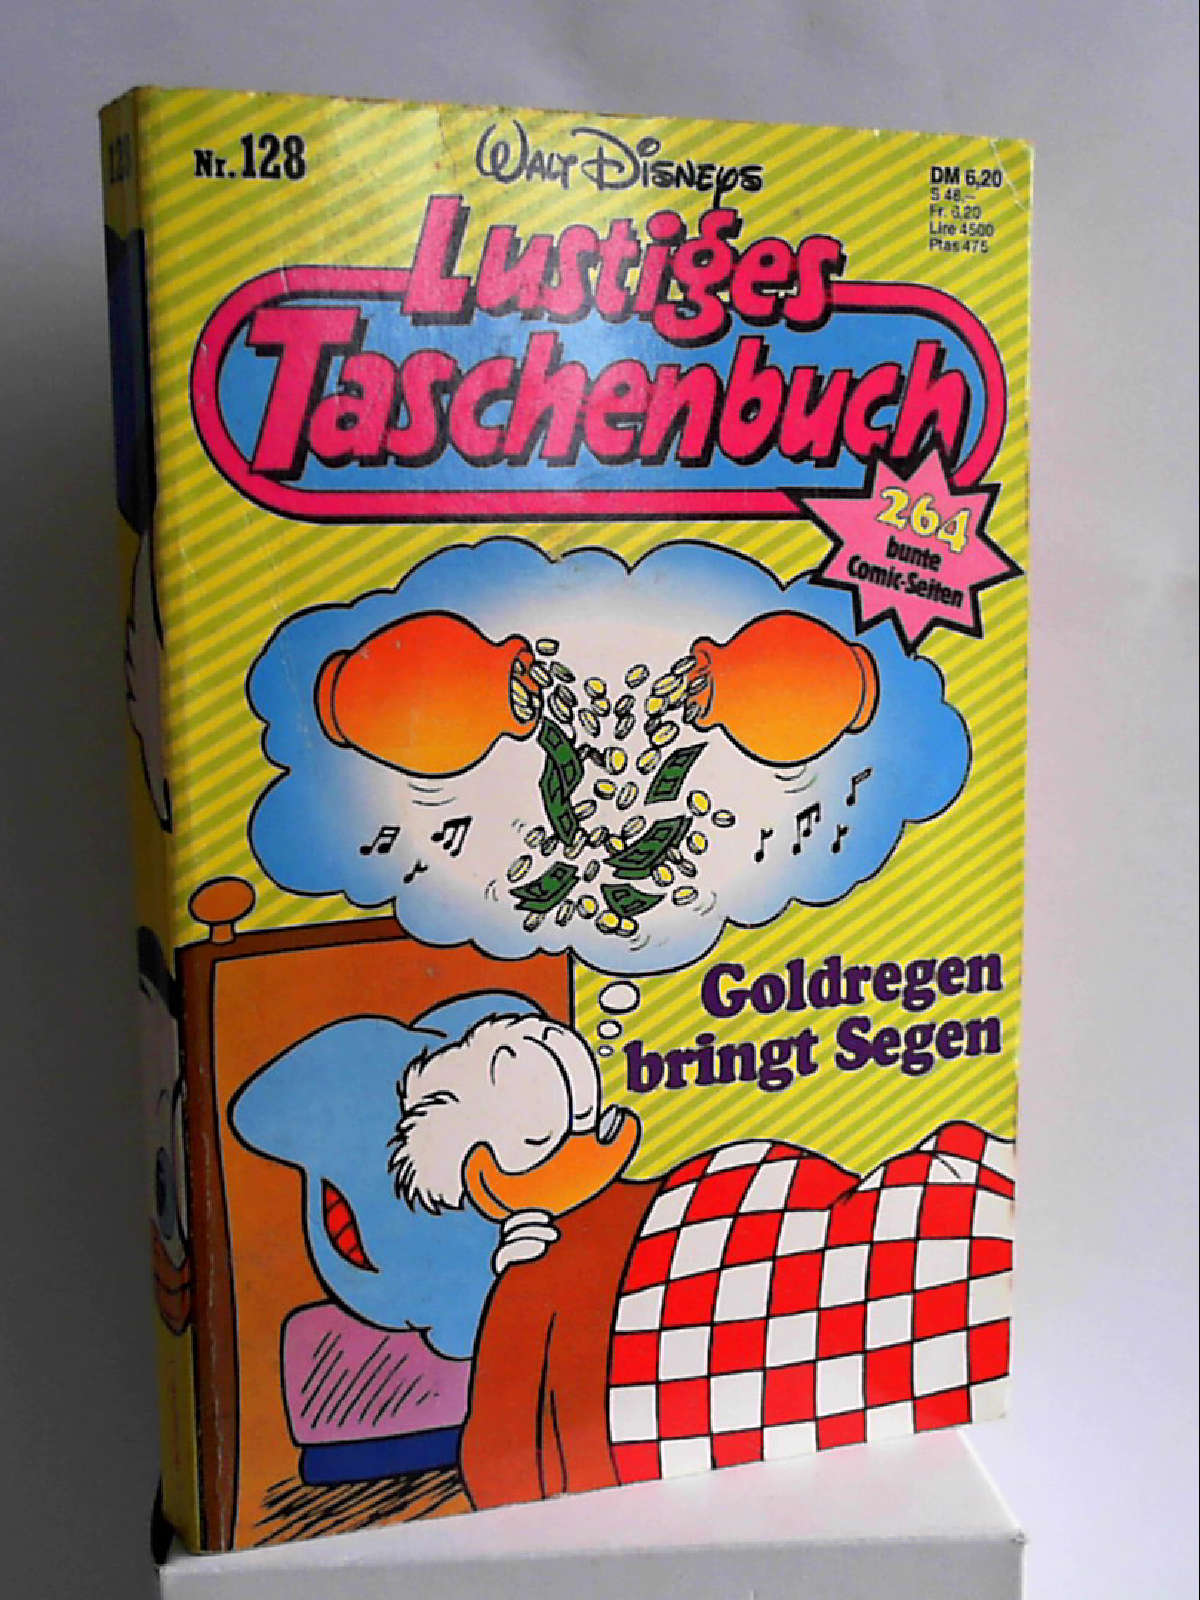 Nr. 128
WALT DISNEYS
DM 6,20
S 48,–
Fr. 6,20
Lire 4500
Ptas 475
Lustiges
Taschenbuch
264
bunte
Comic-Seiten
Goldregen
bringt Segen
128